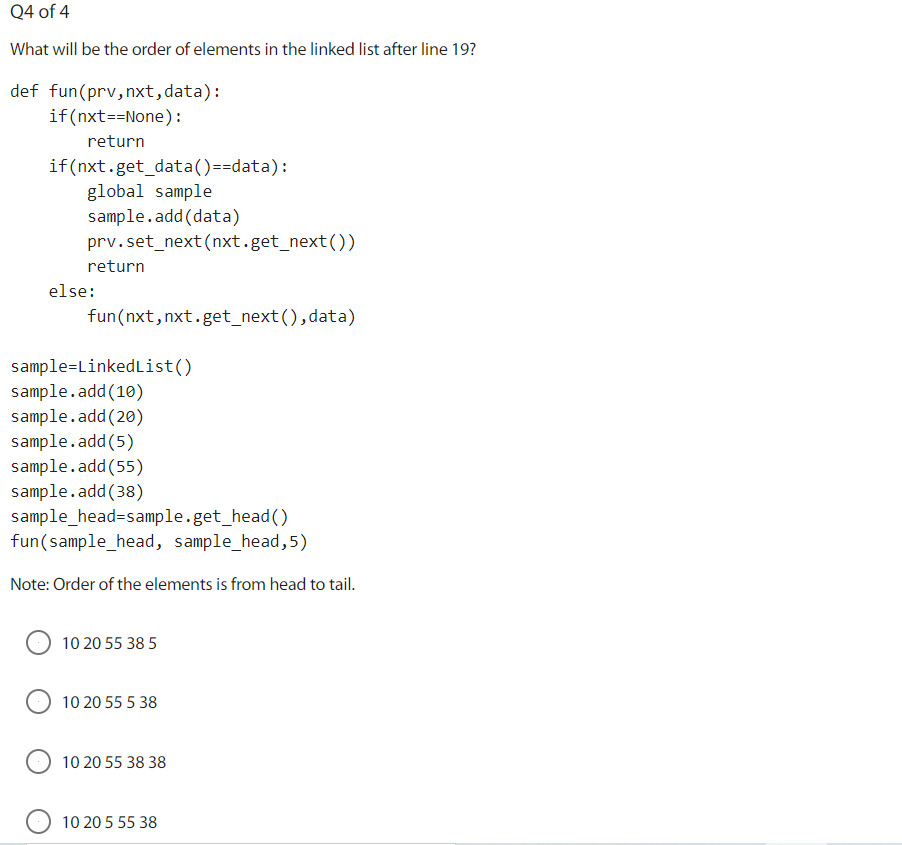 Q4 of 4
What will be the order of elements in the linked list after line 19?
def fun(prv,nxt,data):
    if(nxt==None):
        return
    if(nxt.get_data()==data):
        global sample
        sample.add(data)
        prv.set_next(nxt.get_next())
        return
    else:
        fun(nxt,nxt.get_next(),data)
sample=LinkedList()
sample.add(10)
sample.add(20)
sample.add(5)
sample.add(55)
sample.add(38)
sample_head=sample.get_head()
fun(sample_head, sample_head,5)
Note: Order of the elements is from head to tail.
10 20 55 38 5
10 20 55 5 38
10 20 55 38 38
10 20 5 55 38